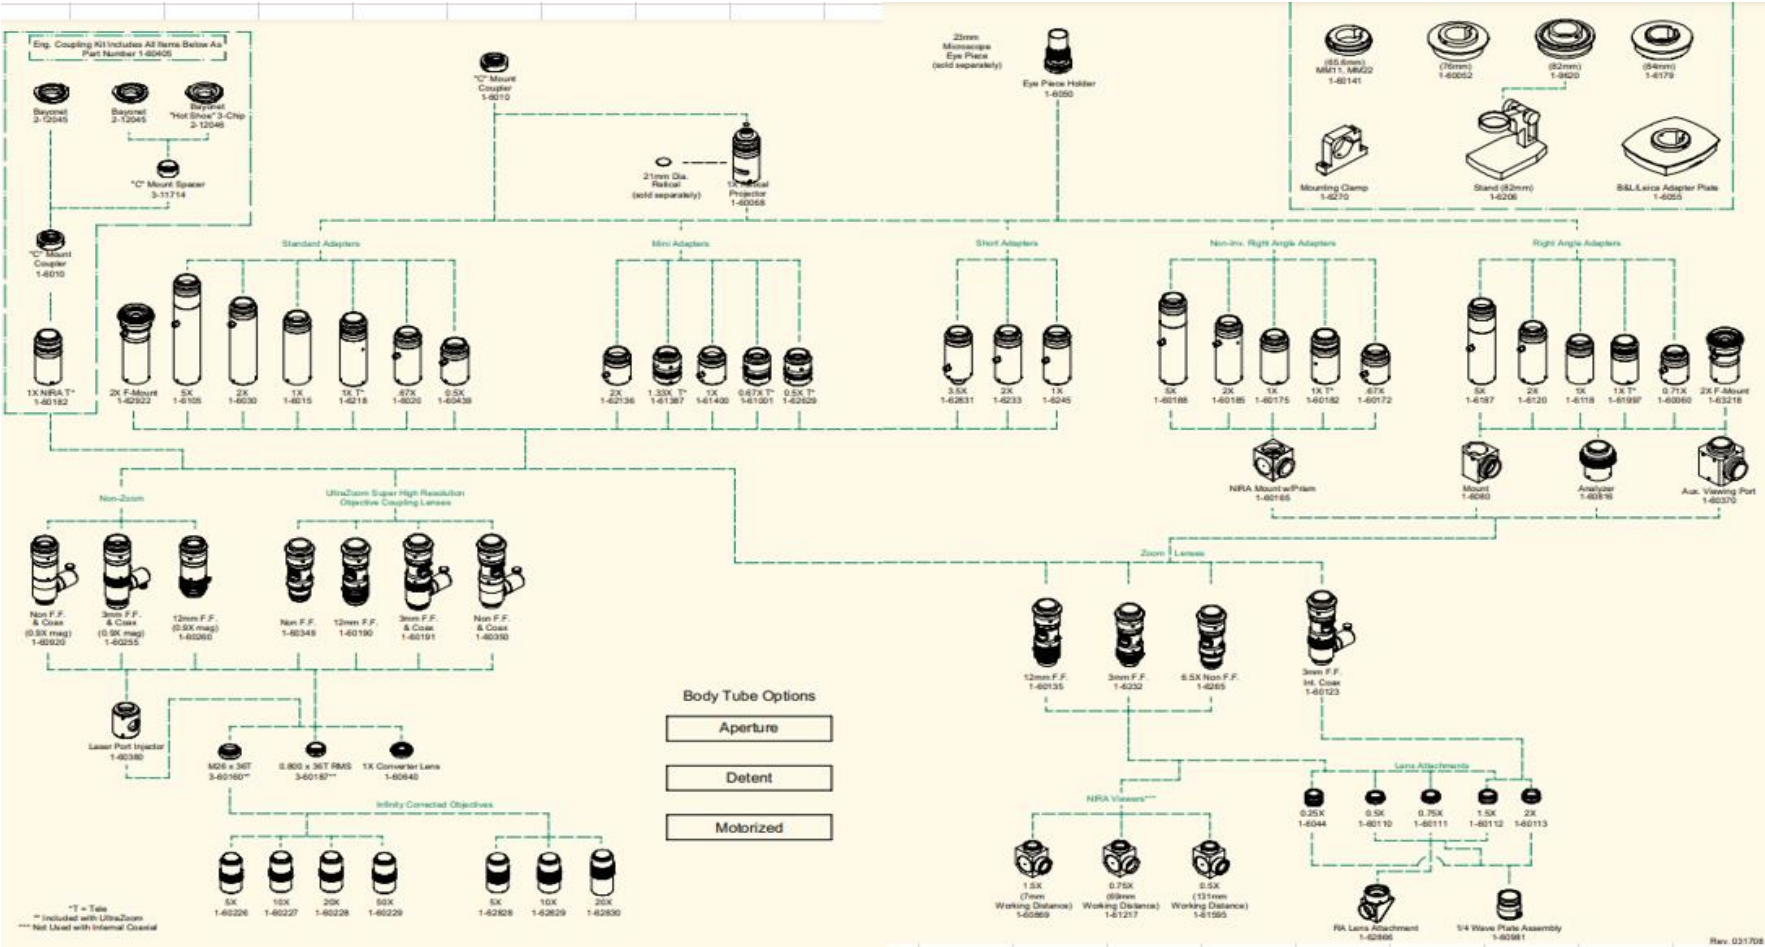 Eng. Coupling Kit Includes All Items Below As
Part Number 1-60405
Bayonet
2-12045
Bayonet
2-12045
Bayonet
"Hot Shoe" 3-Chip
2-12046
"C" Mount Spacer
3-11714
"C" Mount
Coupler
1-6010
1X NIRA T*
1-60182
"C" Mount
Coupler
1-6010
21mm Dia.
Retical
(sold separately)
Projector
1-60068
23mm
Microscope
Eye Piece
(sold separately)
Eye Piece Holder
1-6050
(65.6mm)
MM11, MM22
1-60141
(76mm)
1-60052
(82mm)
1-9620
(84mm)
1-6179
Mounting Clamp
1-6270
Stand (82mm)
1-6206
B&L/Leica Adapter Plate
1-6055
Standard Adapters
2X F-Mount
1-62922
5X
1-6105
2X
1-6030
1X
1-6015
1X T*
1-6218
.67X
1-6020
0.5X
1-60439
Mini Adapters
2X
1-62136
1.33X T*
1-61387
1X
1-61400
0.67X T*
1-61001
0.5X T*
1-62629
Short Adapters
3.5X
1-62831
2X
1-6233
1X
1-6245
Non-Inv. Right Angle Adapters
5X
1-60188
2X
1-60185
1X
1-60175
1X T*
1-60182
.67X
1-60172
Right Angle Adapters
5X
1-6187
2X
1-6120
1X
1-6118
1X T*
1-61997
0.71X
1-60060
2X F-Mount
1-63218
NIRA Mount w/Prism
1-60165
Mount
1-6080
Analyzer
1-60816
Aux. Viewing Port
1-60370
Non-Zoom
UltraZoom Super High Resolution
Objective Coupling Lenses
Non F.F.
& Coax
(0.9X mag)
1-60920
3mm F.F.
& Coax
(0.9X mag)
1-60255
12mm F.F.
(0.9X mag)
1-60260
Non F.F.
1-60349
12mm F.F.
1-60190
3mm F.F.
& Coax
1-60191
Non F.F.
& Coax
1-60350
Zoom Lenses
12mm F.F.
1-60135
3mm F.F.
1-6232
6.5X Non F.F.
1-6265
3mm F.F.
Int. Coax
1-60123
Laser Port Injector
1-60380
M26 x 36T
3-60160**
0.800 x 36T RMS
3-60187**
1X Converter Lens
1-60640
Infinity Corrected Objectives
5X
1-60226
10X
1-60227
20X
1-60228
50X
1-60229
5X
1-62828
10X
1-62829
20X
1-62830
Body Tube Options
Aperture
Detent
Motorized
NIRA Viewers***
1.5X
(7mm
Working Distance)
1-60869
0.75X
(69mm
Working Distance)
1-61217
0.5X
(131mm
Working Distance)
1-61595
Lens Attachments
0.25X
1-6044
0.5X
1-60110
0.75X
1-60111
1.5X
1-60112
2X
1-60113
RA Lens Attachment
1-62866
1/4 Wave Plate Assembly
1-60981
*T = Tele
** Included with UltraZoom
*** Not Used with Internal Coaxial
Rev. 031708